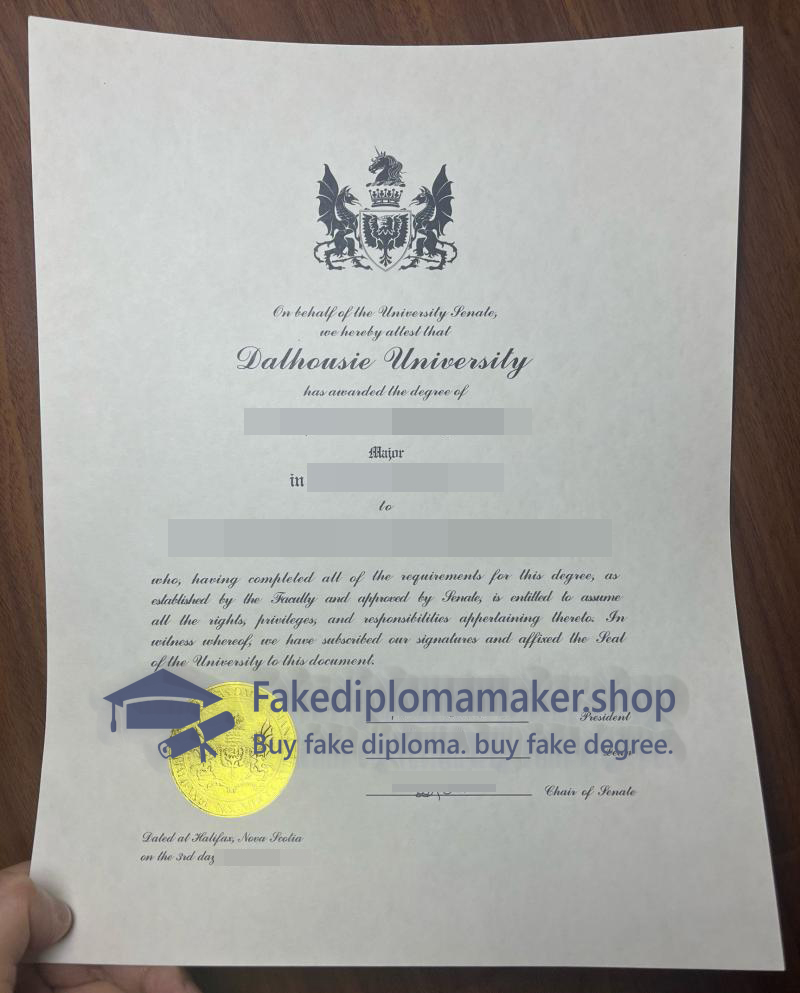 On behalf of the University Senate,
we hereby attest that
Dalhousie University
has awarded the degree of
Major
in
to
who, having completed all of the requirements for this degree, as
established by the Faculty and approved by Senate, is entitled to assume
all the rights, privileges, and responsibilities appertaining thereto. In
witness whereof, we have subscribed our signatures and affixed the Seal
of the University to this document.
Fakediplomamaker.shop
President
Buy fake diploma. buy fake degree.
Chair of Senate
Dated at Halifax, Nova Scotia
on the 3rd day